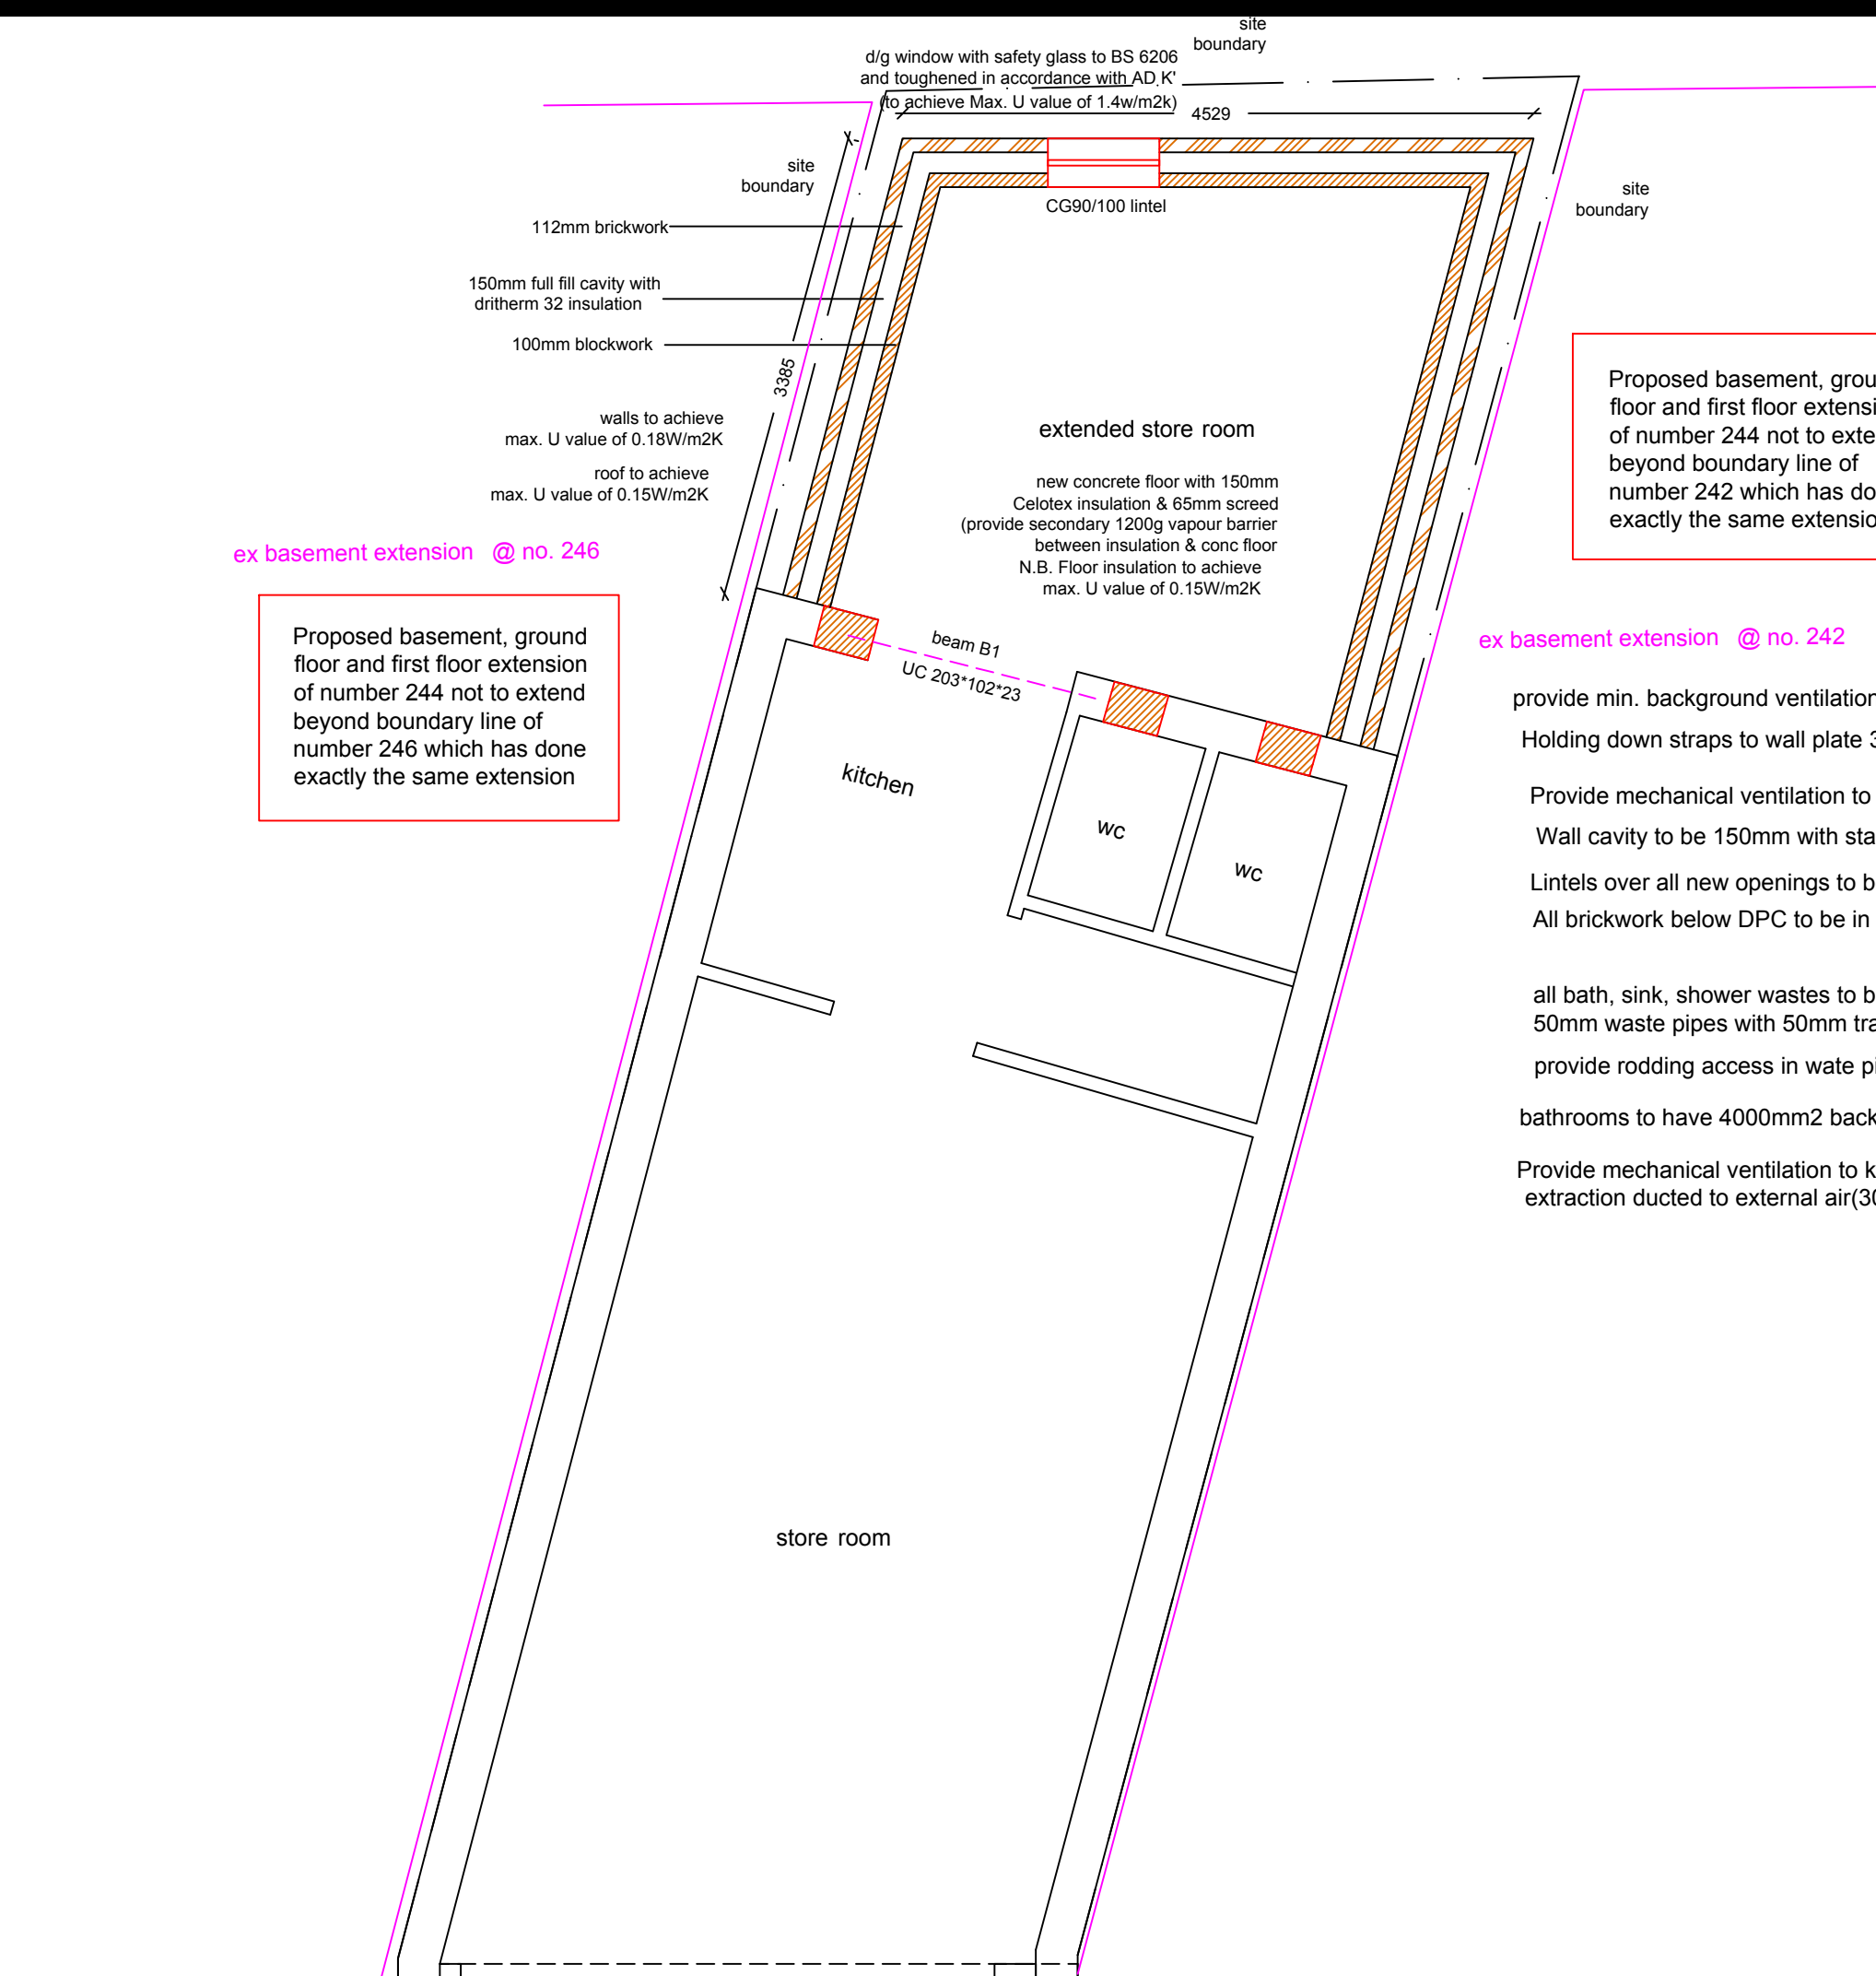 site
boundary
d/g window with safety glass to BS 6206
and toughened in accordance with AD K'
(to achieve Max. U value of 1.4w/m2k)
4529
site
boundary
site
boundary
CG90/100 lintel
112mm brickwork
150mm full fill cavity with
dritherm 32 insulation
100mm blockwork
3385
walls to achieve
max. U value of 0.18W/m2K
roof to achieve
max. U value of 0.15W/m2K
extended store room
new concrete floor with 150mm
Celotex insulation & 65mm screed
(provide secondary 1200g vapour barrier
between insulation & conc floor
N.B. Floor insulation to achieve
max. U value of 0.15W/m2K
Proposed basement, grou
floor and first floor extensi
of number 244 not to exte
beyond boundary line of
number 242 which has do
exactly the same extensio
ex basement extension @ no. 246
Proposed basement, ground
floor and first floor extension
of number 244 not to extend
beyond boundary line of
number 246 which has done
exactly the same extension
beam B1
UC 203*102*23
ex basement extension @ no. 242
kitchen
wc
wc
provide min. background ventilation
Holding down straps to wall plate 3
Provide mechanical ventilation to
Wall cavity to be 150mm with sta
Lintels over all new openings to b
All brickwork below DPC to be in
all bath, sink, shower wastes to b
50mm waste pipes with 50mm tra
provide rodding access in wate pi
bathrooms to have 4000mm2 back
Provide mechanical ventilation to k
extraction ducted to external air(30
store room